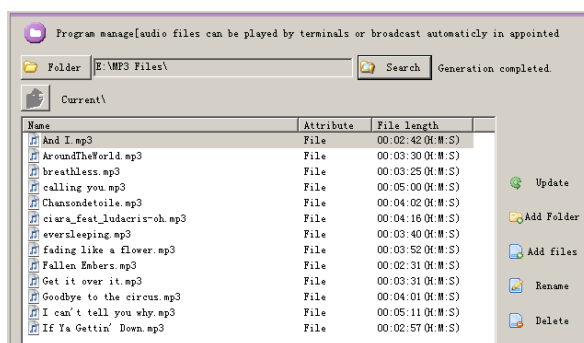 Program manage[audio files can be played by terminals or broadcast automaticly in appointed
Folder E:\MP3 Files\ Search Generation completed.
Current\
Name Attribute File length
And I.mp3 File 00:02:42(H:M:S)
AroundTheWorld.mp3 File 00:03:30(H:M:S)
breathless.mp3 File 00:03:25(H:M:S)
calling you.mp3 File 00:05:00(H:M:S)
Chansondetoile.mp3 File 00:04:02(H:M:S)
ciara_feat_ludacris-oh.mp3 File 00:04:16(H:M:S)
eversleeping.mp3 File 00:03:40(H:M:S)
fading like a flower.mp3 File 00:03:52(H:M:S)
Fallen Embers.mp3 File 00:02:31(H:M:S)
Get it over it.mp3 File 00:03:31(H:M:S)
Goodbye to the circus.mp3 File 00:04:01(H:M:S)
I can't tell you why.mp3 File 00:05:11(H:M:S)
If Ya Gettin' Down.mp3 File 00:02:57(H:M:S)
Update
Add Folder
Add files
Rename
Delete